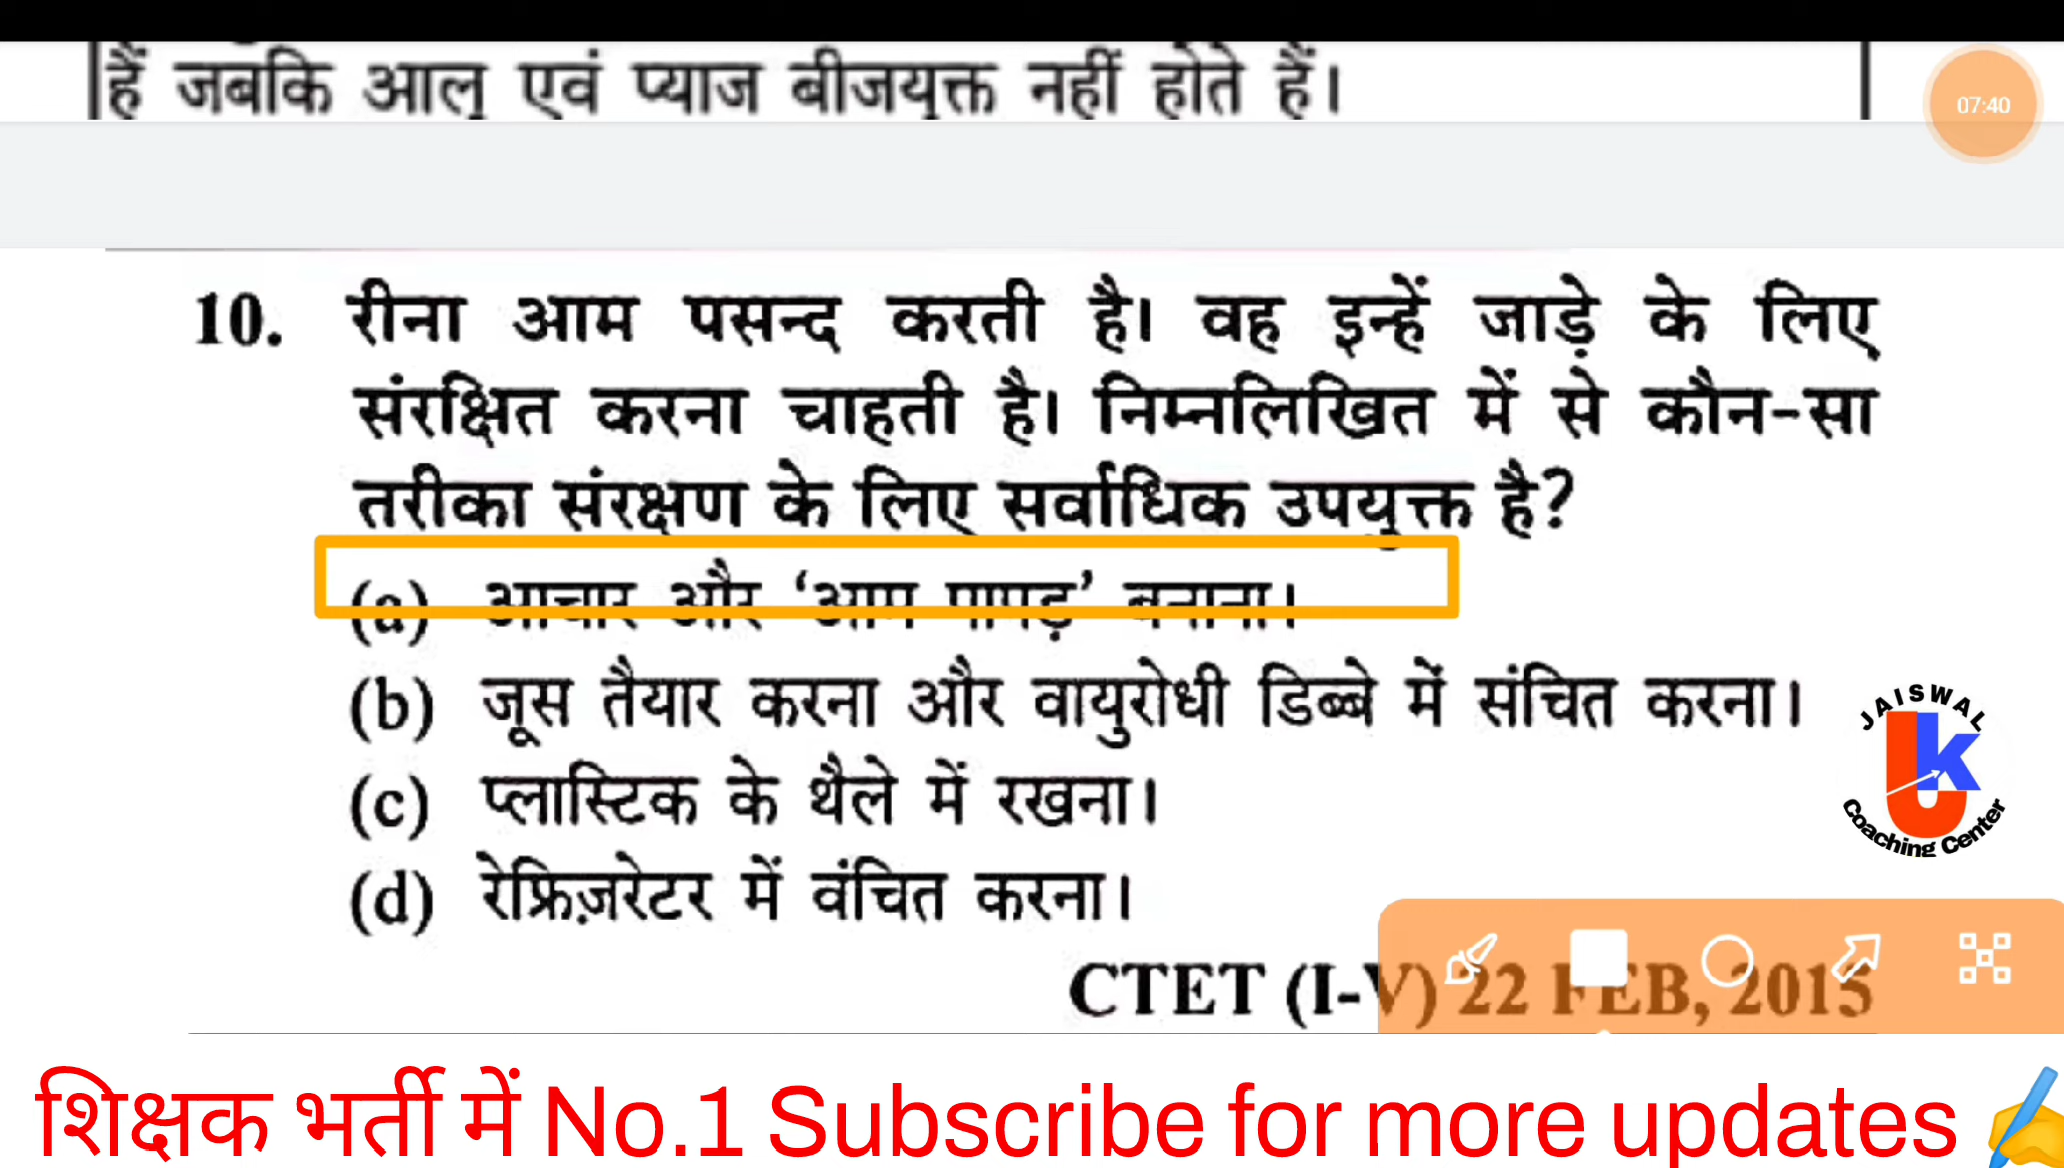 हैं जबकि आलू एवं प्याज बीजयुक्त नहीं होते हैं।
07:40
10. रीना आम पसन्द करती है। वह इन्हें जाड़े के लिए
संरक्षित करना चाहती है। निम्नलिखित में से कौन-सा
तरीका संरक्षण के लिए सर्वाधिक उपयुक्त है?
(a) आचार और ‘आम पापड़’ बनाना।
(b) जूस तैयार करना और वायुरोधी डिब्बे में संचित करना।
(c) प्लास्टिक के थैले में रखना।
(d) रेफ्रिज़रेटर में वंचित करना।
JAISWAL
UK
Coaching Center
CTET (I-V) 22 FEB, 2015
शिक्षक भर्ती में No.1 Subscribe for more updates